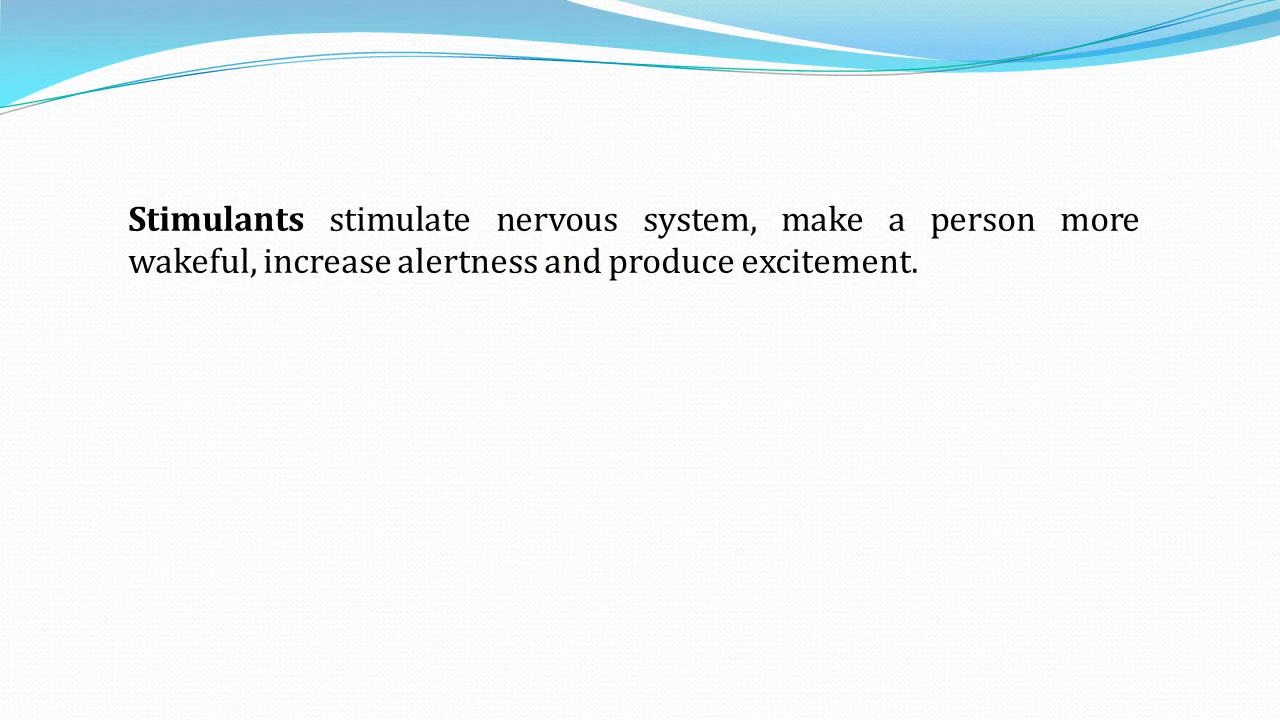 Stimulants stimulate nervous system, make a person more
wakeful, increase alertness and produce excitement.